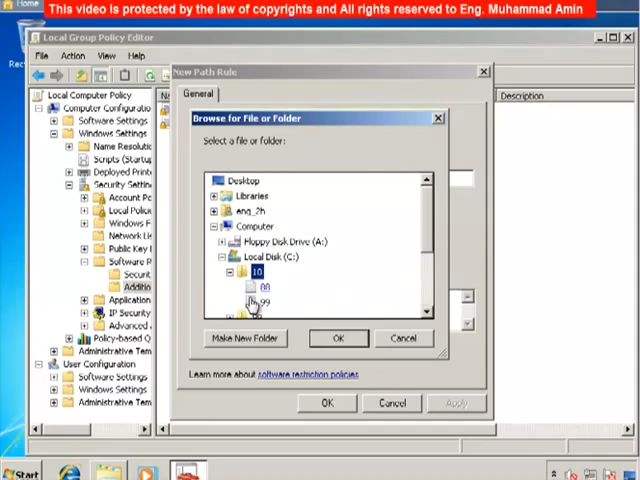 Home
This video is protected by the law of copyrights and All rights reserved to Eng. Muhammad Amin
Local Group Policy Editor
File Action View Help
New Path Rule
General
Local Computer Policy
Computer Configuratio
Software Settings
Windows Settings
Name Resolutio
Scripts (Startu
Deployed Printe
Security Settin
Account Po
Local Polici
Windows F
Network Lis
Public Key
Software R
Securit
Additio
Application
IP Security
Advanced
Policy-based Q
Administrative Tem
User Configuration
Software Settings
Windows Settings
Administrative Tem
Description
Browse for File or Folder
Select a file or folder:
Desktop
Libraries
eng_2h
Computer
Floppy Disk Drive (A:)
Local Disk (C:)
10
88
99
Make New Folder
OK
Cancel
Learn more about software restriction policies
OK
Cancel
Apply
Start